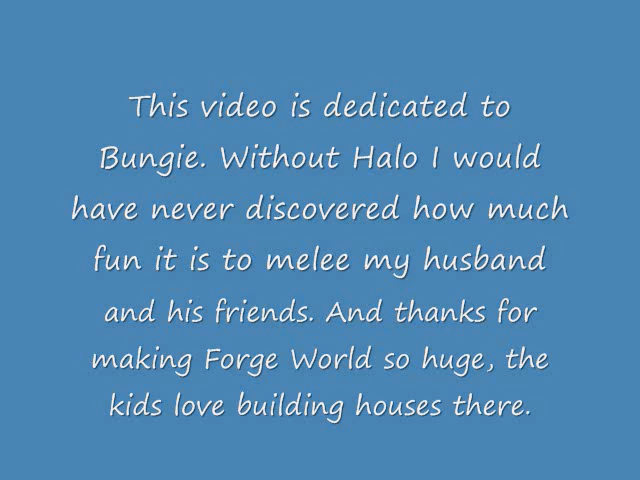 This video is dedicated to
Bungie. Without Halo I would
have never discovered how much
fun it is to melee my husband
and his friends. And thanks for
making Forge World so huge, the
kids love building houses there.